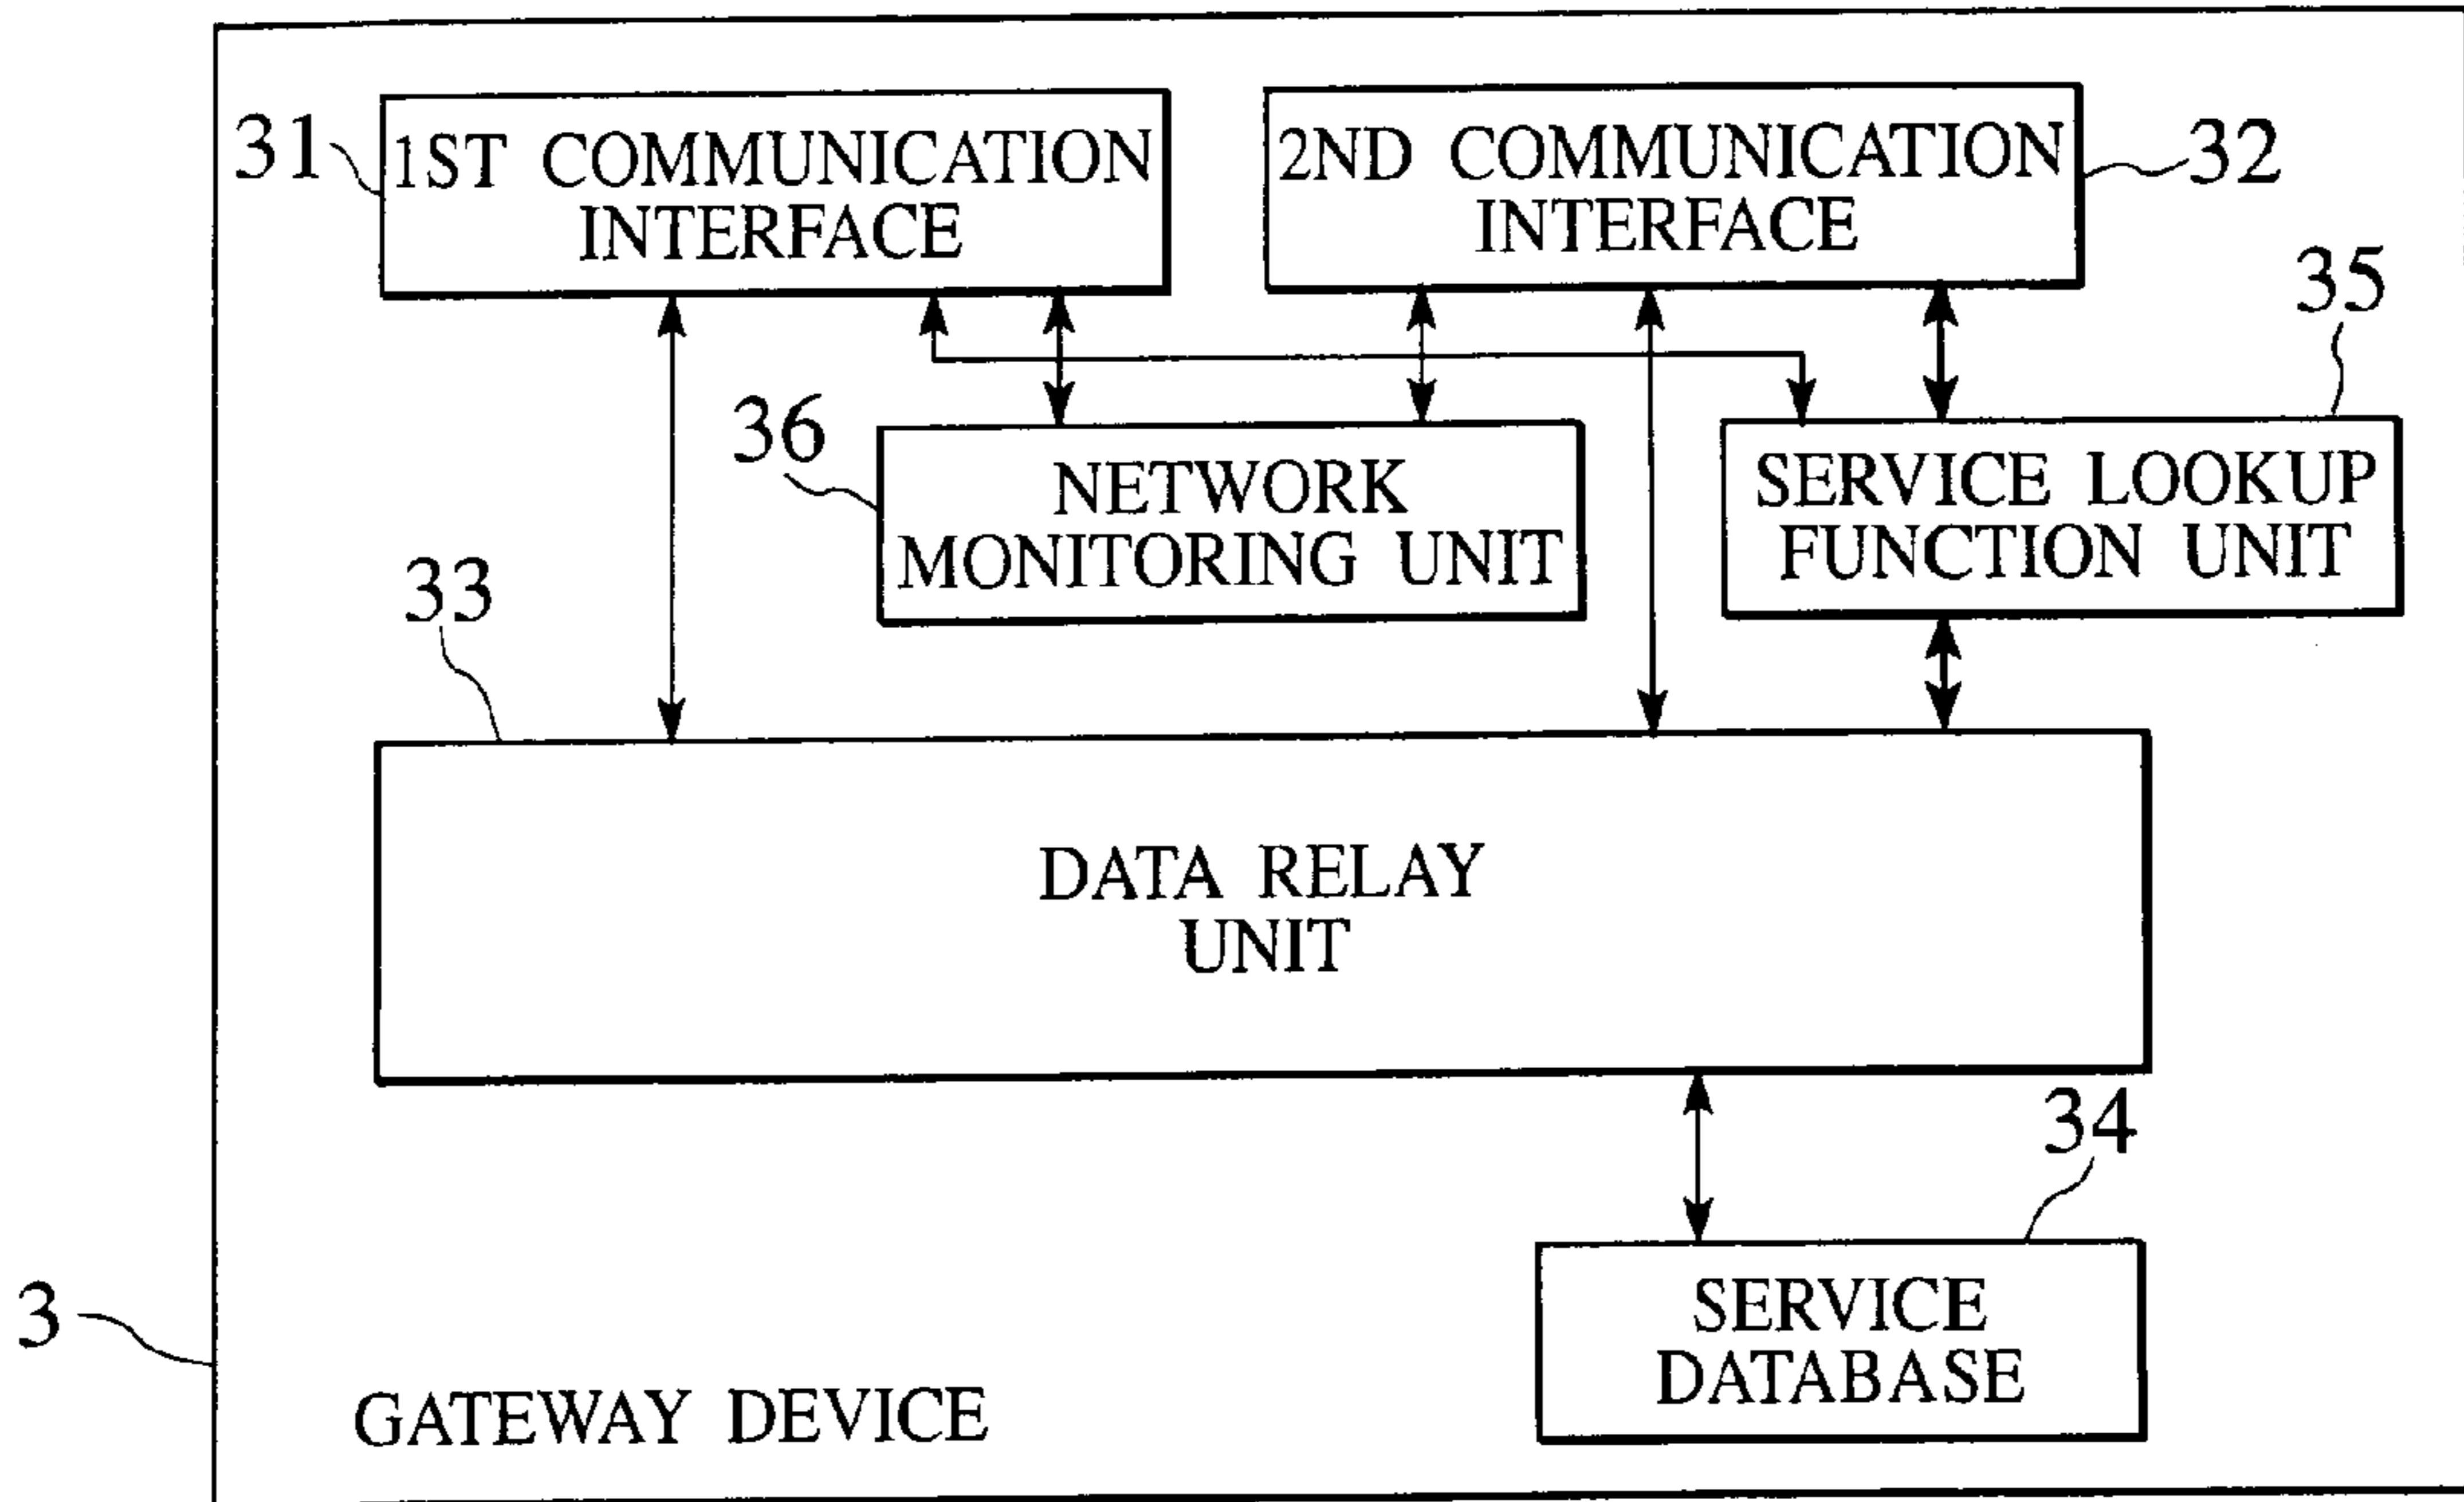 31
1ST COMMUNICATION
INTERFACE
2ND COMMUNICATION
INTERFACE
32
35
36
NETWORK
MONITORING UNIT
SERVICE LOOKUP
FUNCTION UNIT
33
DATA RELAY
UNIT
34
SERVICE
DATABASE
3
GATEWAY DEVICE